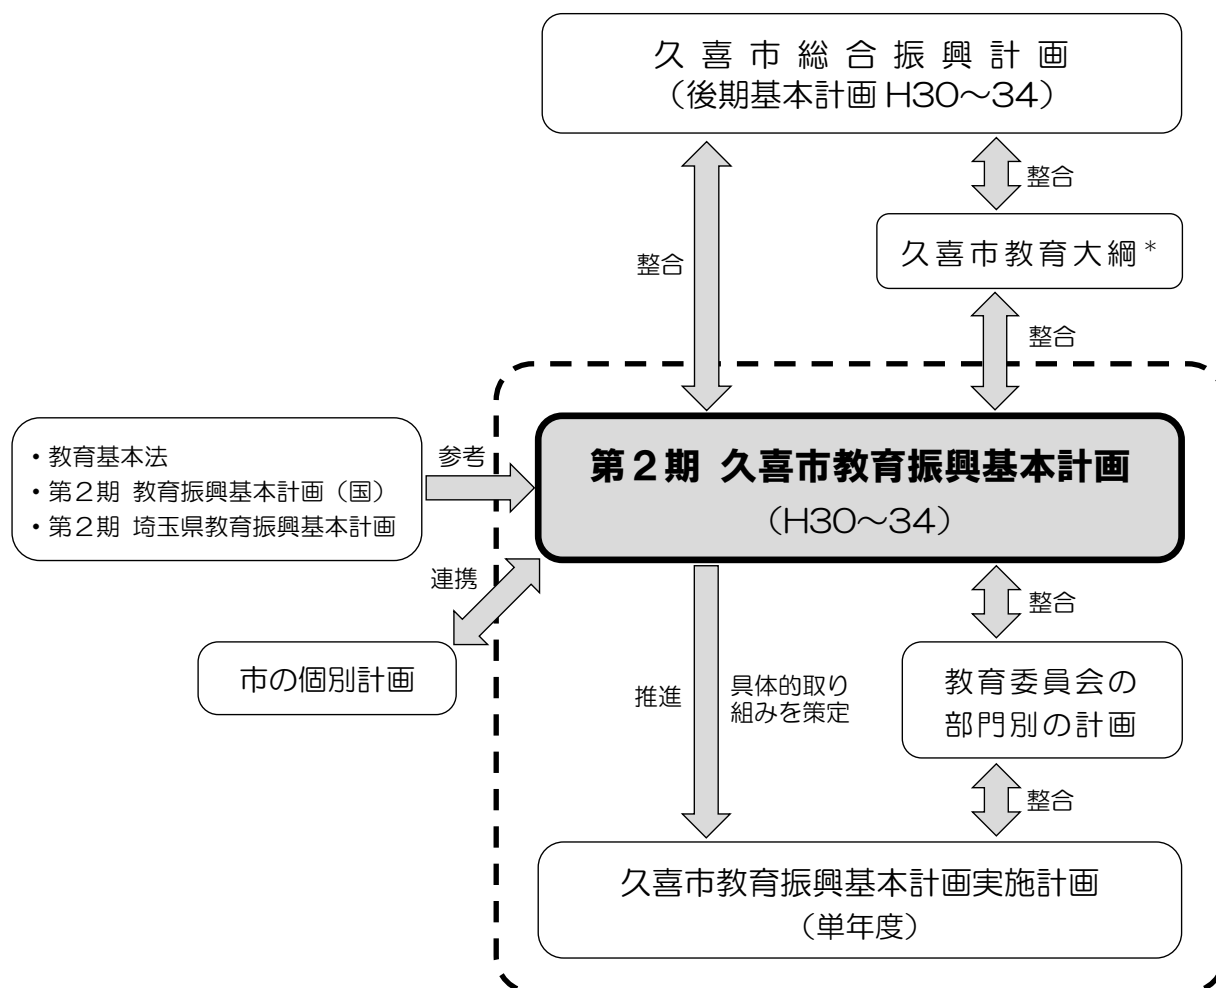 久喜市総合振興計画
（後期基本計画 H30～34）
整合
整合
久喜市教育大綱*
整合
・教育基本法
・第２期 教育振興基本計画（国）
・第２期 埼玉県教育振興基本計画
参考
第２期 久喜市教育振興基本計画
（H30～34）
連携
市の個別計画
整合
推進
具体的取り
組みを策定
教育委員会の
部門別の計画
整合
久喜市教育振興基本計画実施計画
（単年度）